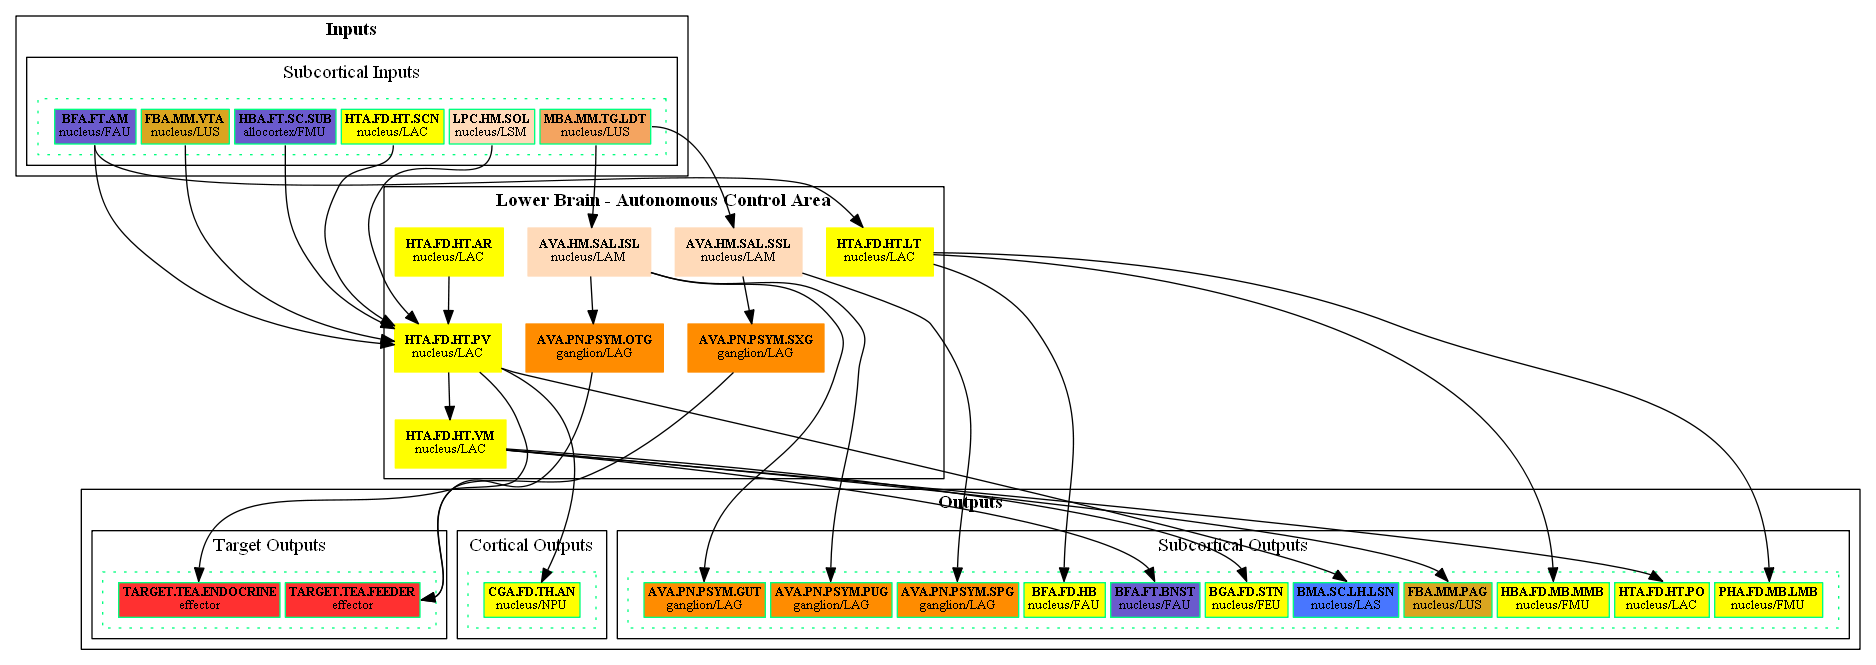 Inputs
Subcortical Inputs
BFA.FT.AM
nucleus/FAU
FBA.MM.VTA
nucleus/LUS
HBA.FT.SC.SUB
allocortex/FMU
HTA.FD.HT.SCN
nucleus/LAC
LPC.HM.SOL
nucleus/LSM
MBA.MM.TG.LDT
nucleus/LUS
Lower Brain - Autonomous Control Area
HTA.FD.HT.AR
nucleus/LAC
AVA.HM.SAL.ISL
nucleus/LAM
AVA.HM.SAL.SSL
nucleus/LAM
HTA.FD.HT.LT
nucleus/LAC
HTA.FD.HT.PV
nucleus/LAC
AVA.PN.PSYM.OTG
ganglion/LAG
AVA.PN.PSYM.SXG
ganglion/LAG
HTA.FD.HT.VM
nucleus/LAC
Outputs
Target Outputs
TARGET.TEA.ENDOCRINE
effector
TARGET.TEA.FEEDER
effector
Cortical Outputs
CGA.FD.TH.AN
nucleus/NPU
Subcortical Outputs
AVA.PN.PSYM.GUT
ganglion/LAG
AVA.PN.PSYM.PUG
ganglion/LAG
AVA.PN.PSYM.SPG
ganglion/LAG
BFA.FD.HB
nucleus/FAU
BFA.FT.BNST
nucleus/FAU
BGA.FD.STN
nucleus/FEU
BMA.SC.LH.LSN
nucleus/LAS
FBA.MM.PAG
nucleus/LUS
HBA.FD.MB.MMB
nucleus/FMU
HTA.FD.HT.PO
nucleus/LAC
PHA.FD.MB.LMB
nucleus/FMU